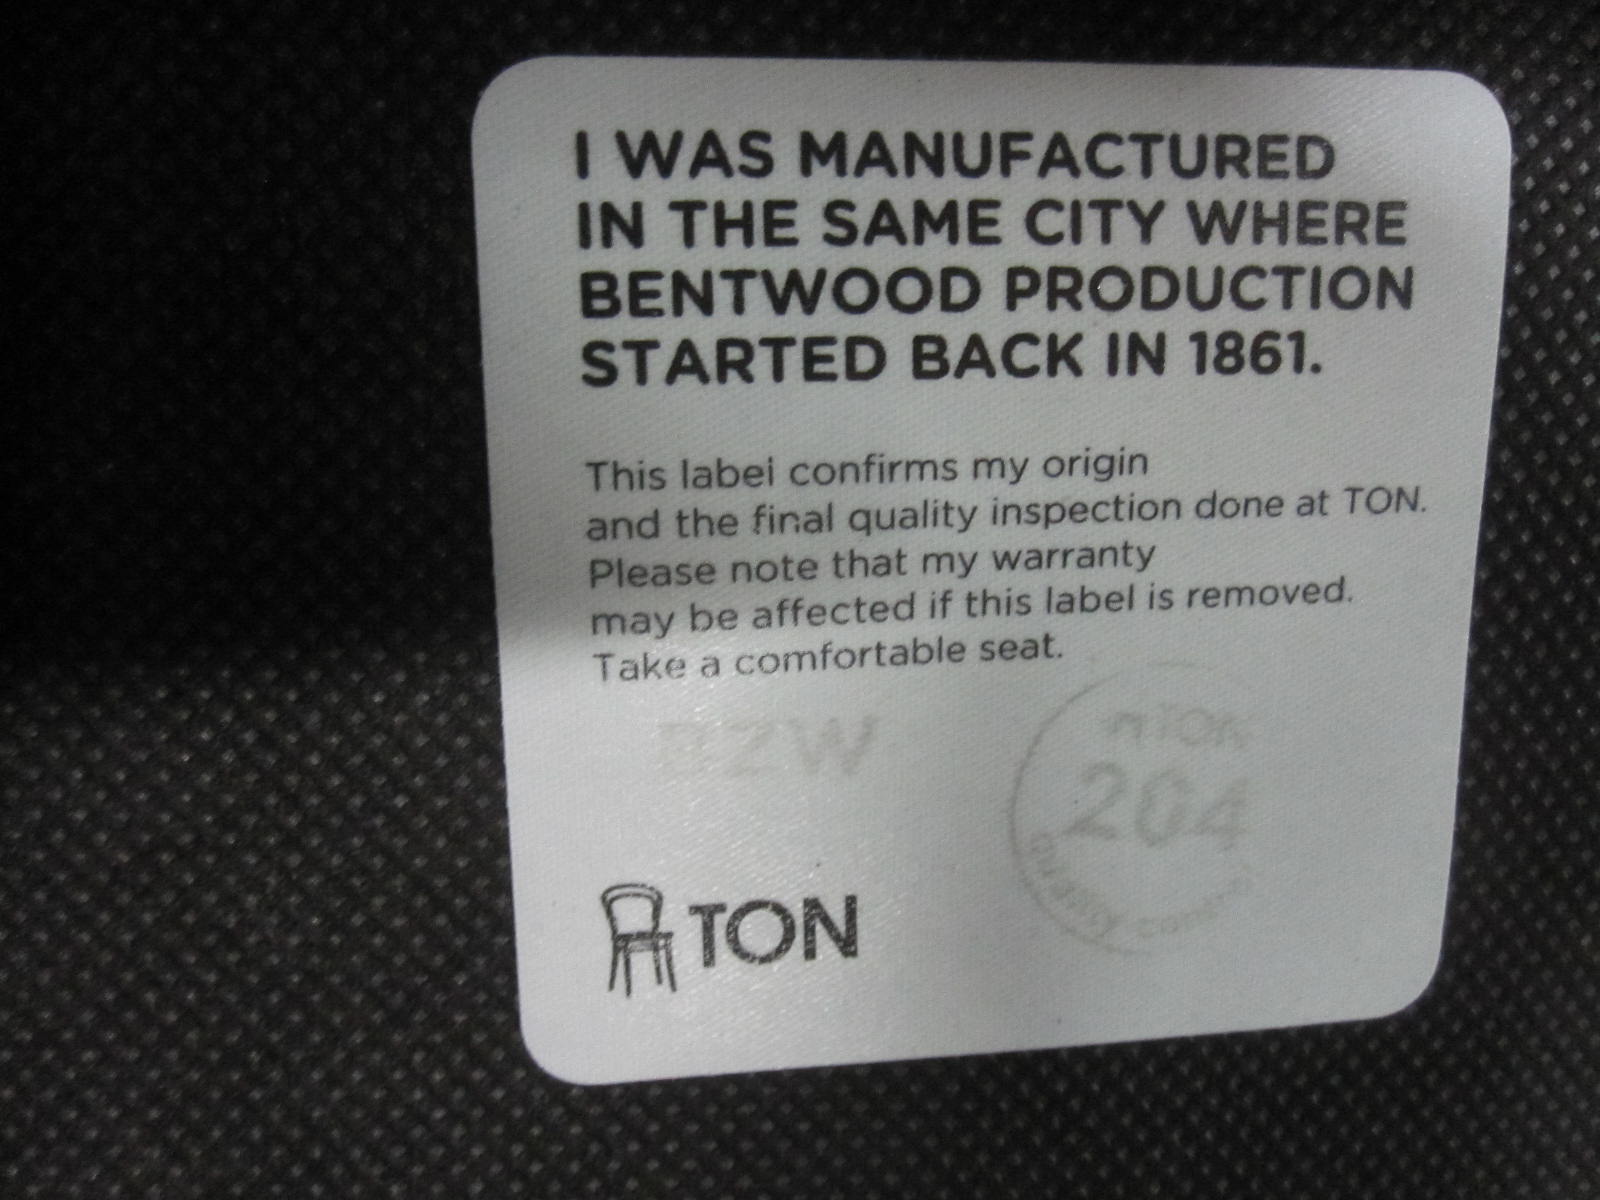 I WAS MANUFACTURED
IN THE SAME CITY WHERE
BENTWOOD PRODUCTION
STARTED BACK IN 1861.
This label confirms my origin
and the final quality inspection done at TON.
Please note that my warranty
may be affected if this label is removed.
Take a comfortable seat.
TON
204
TON